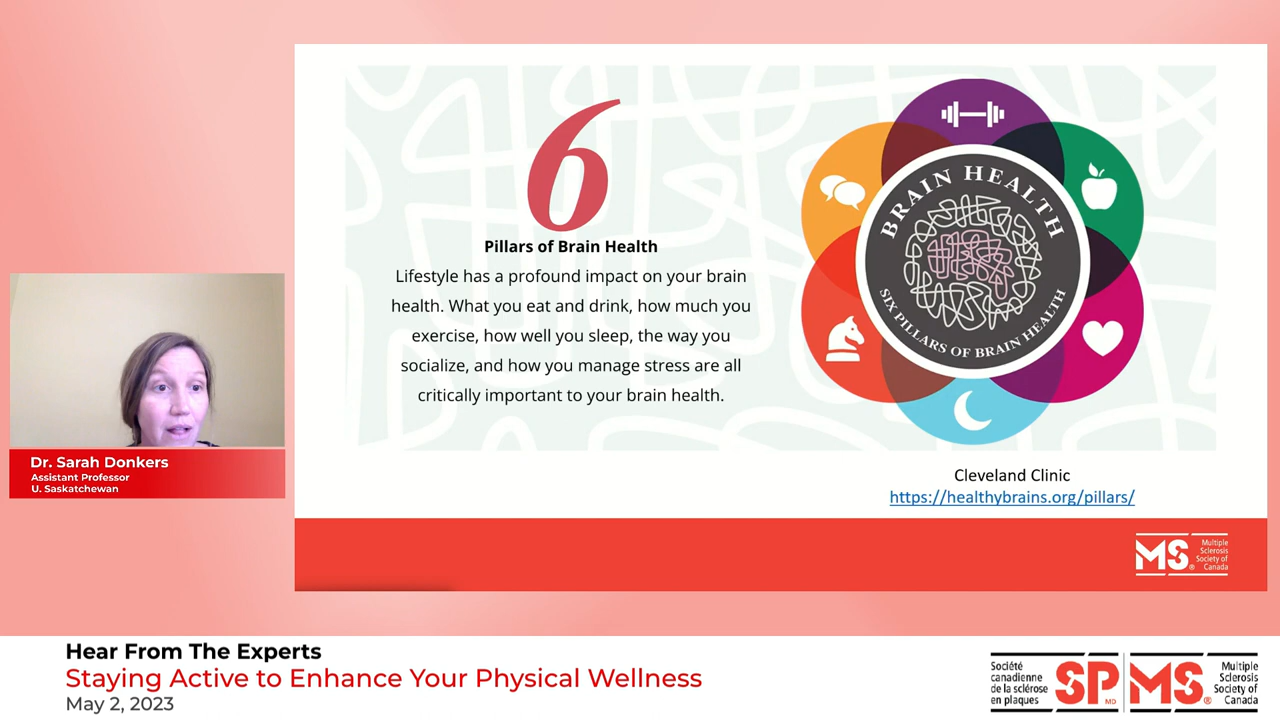 6
Pillars of Brain Health
Lifestyle has a profound impact on your brain
health. What you eat and drink, how much you
exercise, how well you sleep, the way you
socialize, and how you manage stress are all
critically important to your brain health.
BRAIN HEALTH
SIX PILLARS OF BRAIN HEALTH
Cleveland Clinic
https://healthybrains.org/pillars/
Dr. Sarah Donkers
Assistant Professor
U. Saskatchewan
MS®
Multiple
Sclerosis
Society of
Canada
Hear From The Experts
Staying Active to Enhance Your Physical Wellness
May 2, 2023
Société
canadienne
de la sclérose
en plaques
SP MD
MS®
Multiple
Sclerosis
Society of
Canada